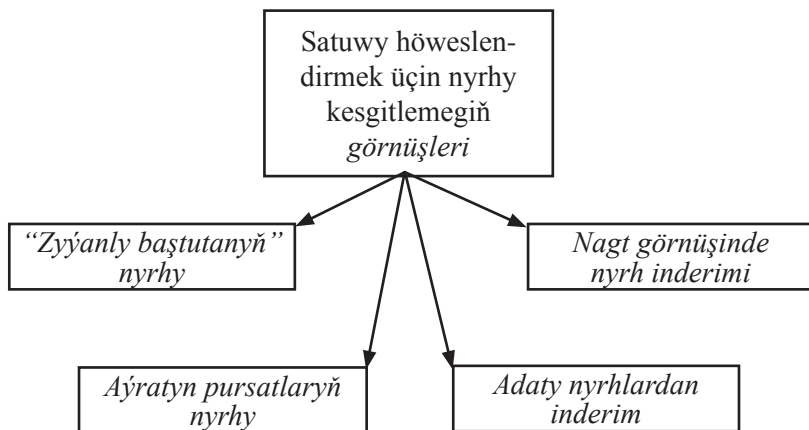 Satuwy höweslen-
dirmek üçin nyrhy
kesgitlemegiň
görnüşleri
“Zyýanly baştutanyň”
nyrhy
Nagt görnüşinde
nyrh inderimi
Aýratyn pursatlaryň
nyrhy
Adaty nyrhlardan
inderim